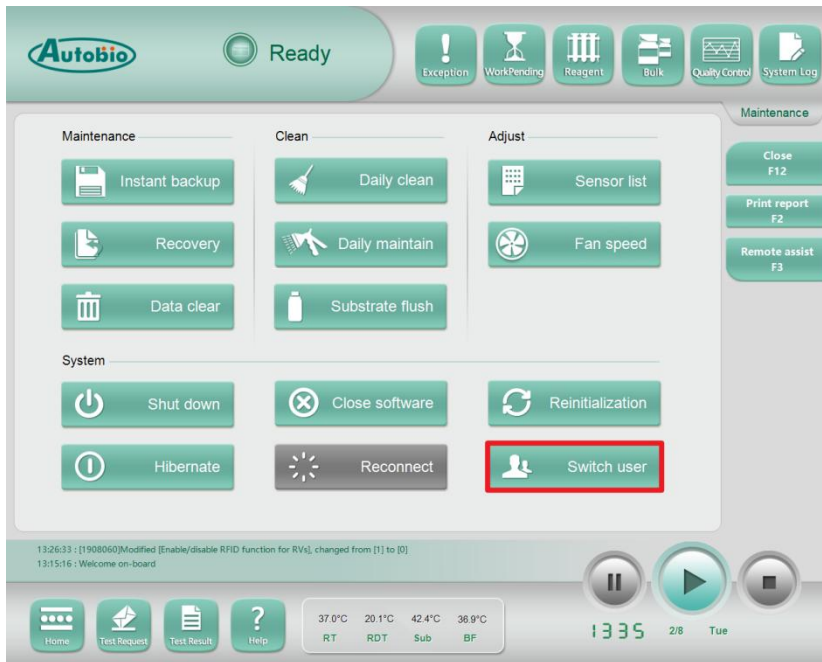 Autobio
Ready
Exception
WorkPending
Reagent
Bulk
Quality Control
System Log
Maintenance
Close
F12
Print report
F2
Remote assist
F3
Maintenance
Clean
Adjust
Instant backup
Daily clean
Sensor list
Recovery
Daily maintain
Fan speed
Data clear
Substrate flush
System
Shut down
Close software
Reinitialization
Hibernate
Reconnect
Switch user
13:26:33 : [1908060]Modified [Enable/disable RFID function for RVs], changed from [1] to [0]
13:15:16 : Welcome on-board
Home
Test Request
Test Result
? Help
37.0°C 20.1°C 42.4°C 36.9°C
RT RDT Sub BF
1335 2/8 Tue